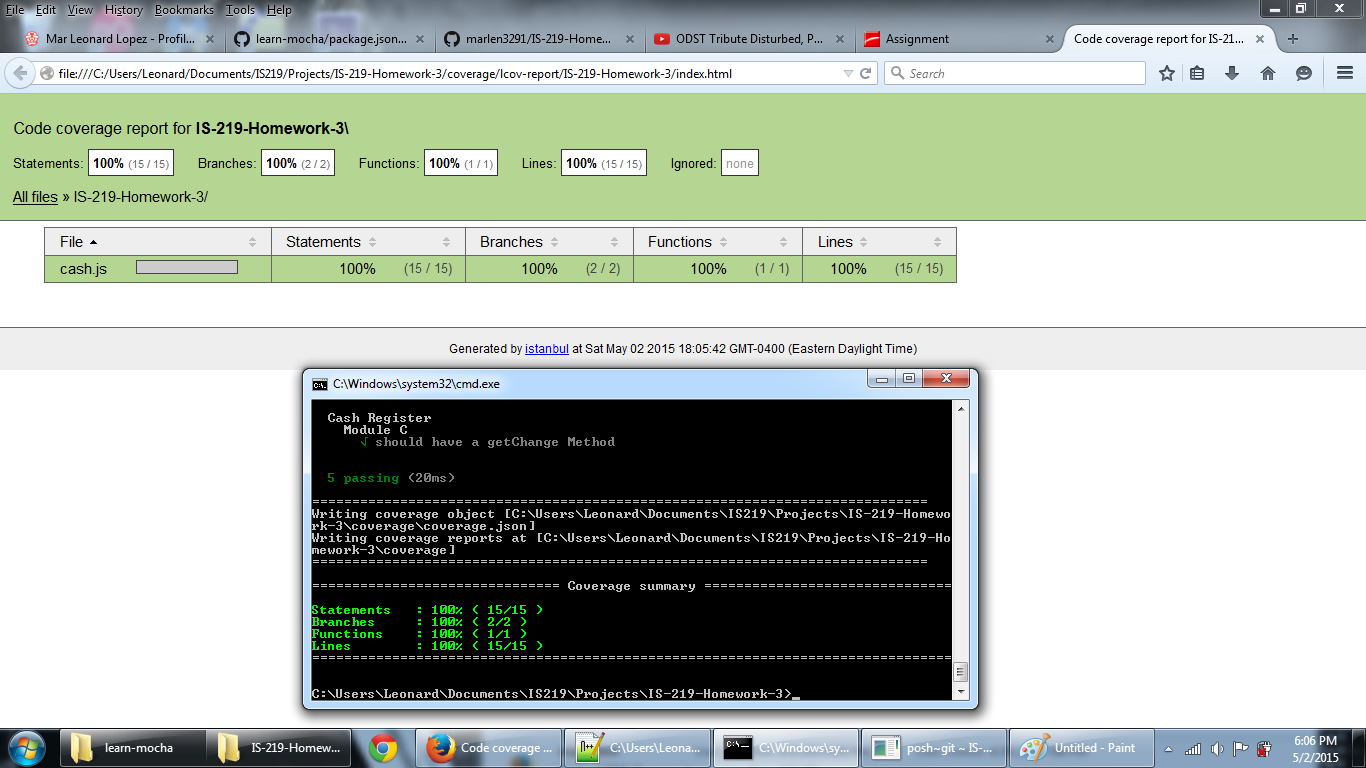 File Edit View History Bookmarks Tools Help
Mar Leonard Lopez - Profil... learn-mocha/package.json... marlen3291/IS-219-Home... ODST Tribute Disturbed, P... Assignment Code coverage report for IS-21...
file:///C:/Users/Leonard/Documents/IS219/Projects/IS-219-Homework-3/coverage/lcov-report/IS-219-Homework-3/index.html Search
Code coverage report for IS-219-Homework-3\
Statements: 100% (15 / 15) Branches: 100% (2 / 2) Functions: 100% (1 / 1) Lines: 100% (15 / 15) Ignored: none
All files » IS-219-Homework-3/
File Statements Branches Functions Lines
cash.js 100% (15 / 15) 100% (2 / 2) 100% (1 / 1) 100% (15 / 15)
Generated by istanbul at Sat May 02 2015 18:05:42 GMT-0400 (Eastern Daylight Time)
C:\Windows\system32\cmd.exe
Cash Register
Module C
√ should have a getChange Method
5 passing (20ms)
=============================================================================
Writing coverage object [C:\Users\Leonard\Documents\IS219\Projects\IS-219-Homewo
rk-3\coverage\coverage.json]
Writing coverage reports at [C:\Users\Leonard\Documents\IS219\Projects\IS-219-Ho
mework-3\coverage]
=============================================================================
=============================== Coverage summary ===============================
Statements : 100% ( 15/15 )
Branches : 100% ( 2/2 )
Functions : 100% ( 1/1 )
Lines : 100% ( 15/15 )
================================================================================
C:\Users\Leonard\Documents\IS219\Projects\IS-219-Homework-3>_
learn-mocha IS-219-Homew... Code coverage ... C:\Users\Leona... C:\Windows\sy... posh~git ~ IS-... Untitled - Paint 6:06 PM
5/2/2015